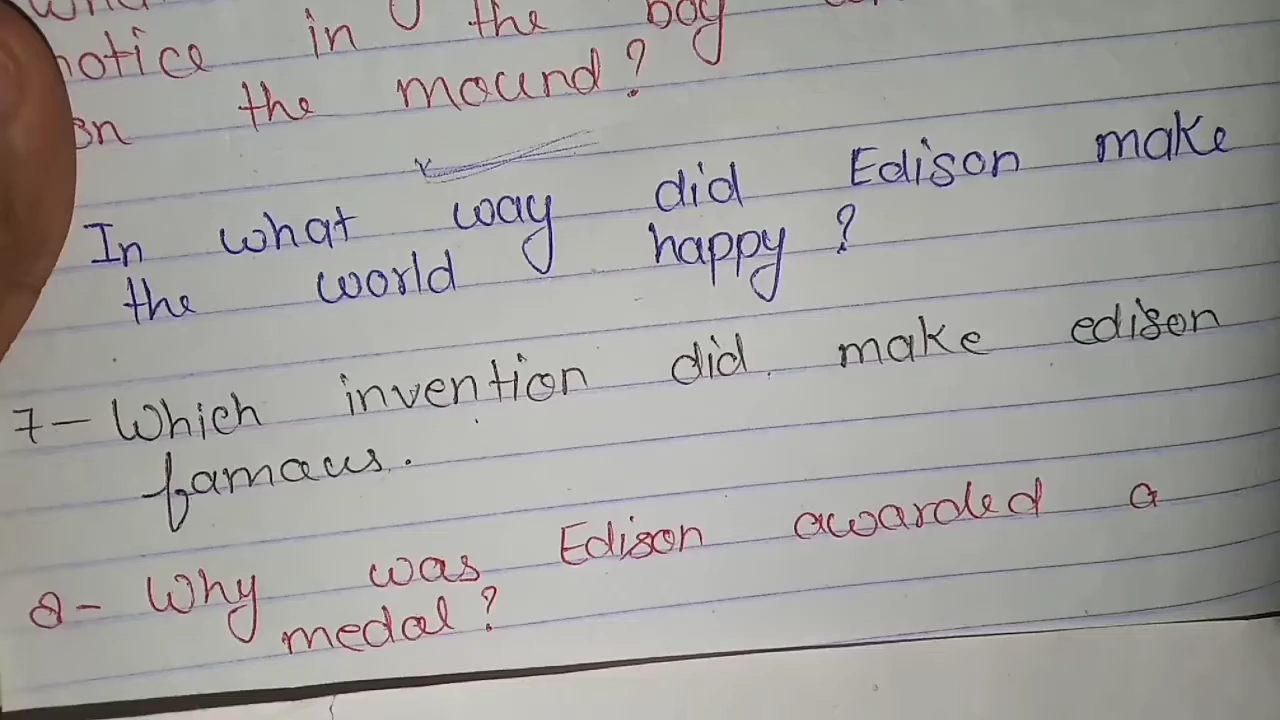 notice in the boy
on the mound?
In what way did Edison make
the world happy?
7- Which invention did make edison
famous.
8- Why was Edison awarded a
medal?